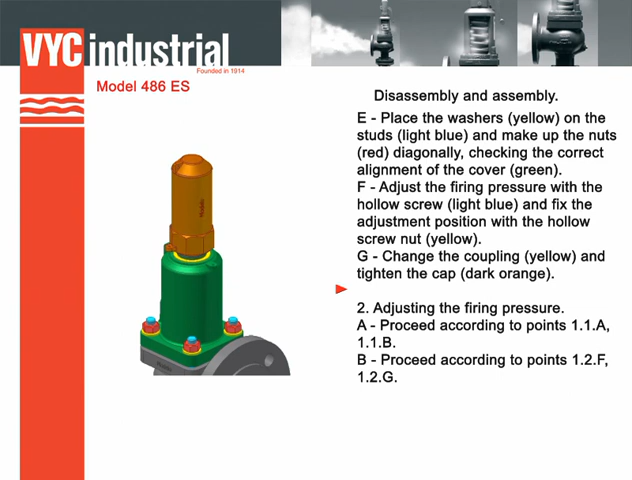 VYC industrial
Founded in 1914
Model 486 ES
Disassembly and assembly.
E - Place the washers (yellow) on the
studs (light blue) and make up the nuts
(red) diagonally, checking the correct
alignment of the cover (green).
F - Adjust the firing pressure with the
hollow screw (light blue) and fix the
adjustment position with the hollow
screw nut (yellow).
G - Change the coupling (yellow) and
tighten the cap (dark orange).
2. Adjusting the firing pressure.
A - Proceed according to points 1.1.A,
1.1.B.
B - Proceed according to points 1.2.F,
1.2.G.